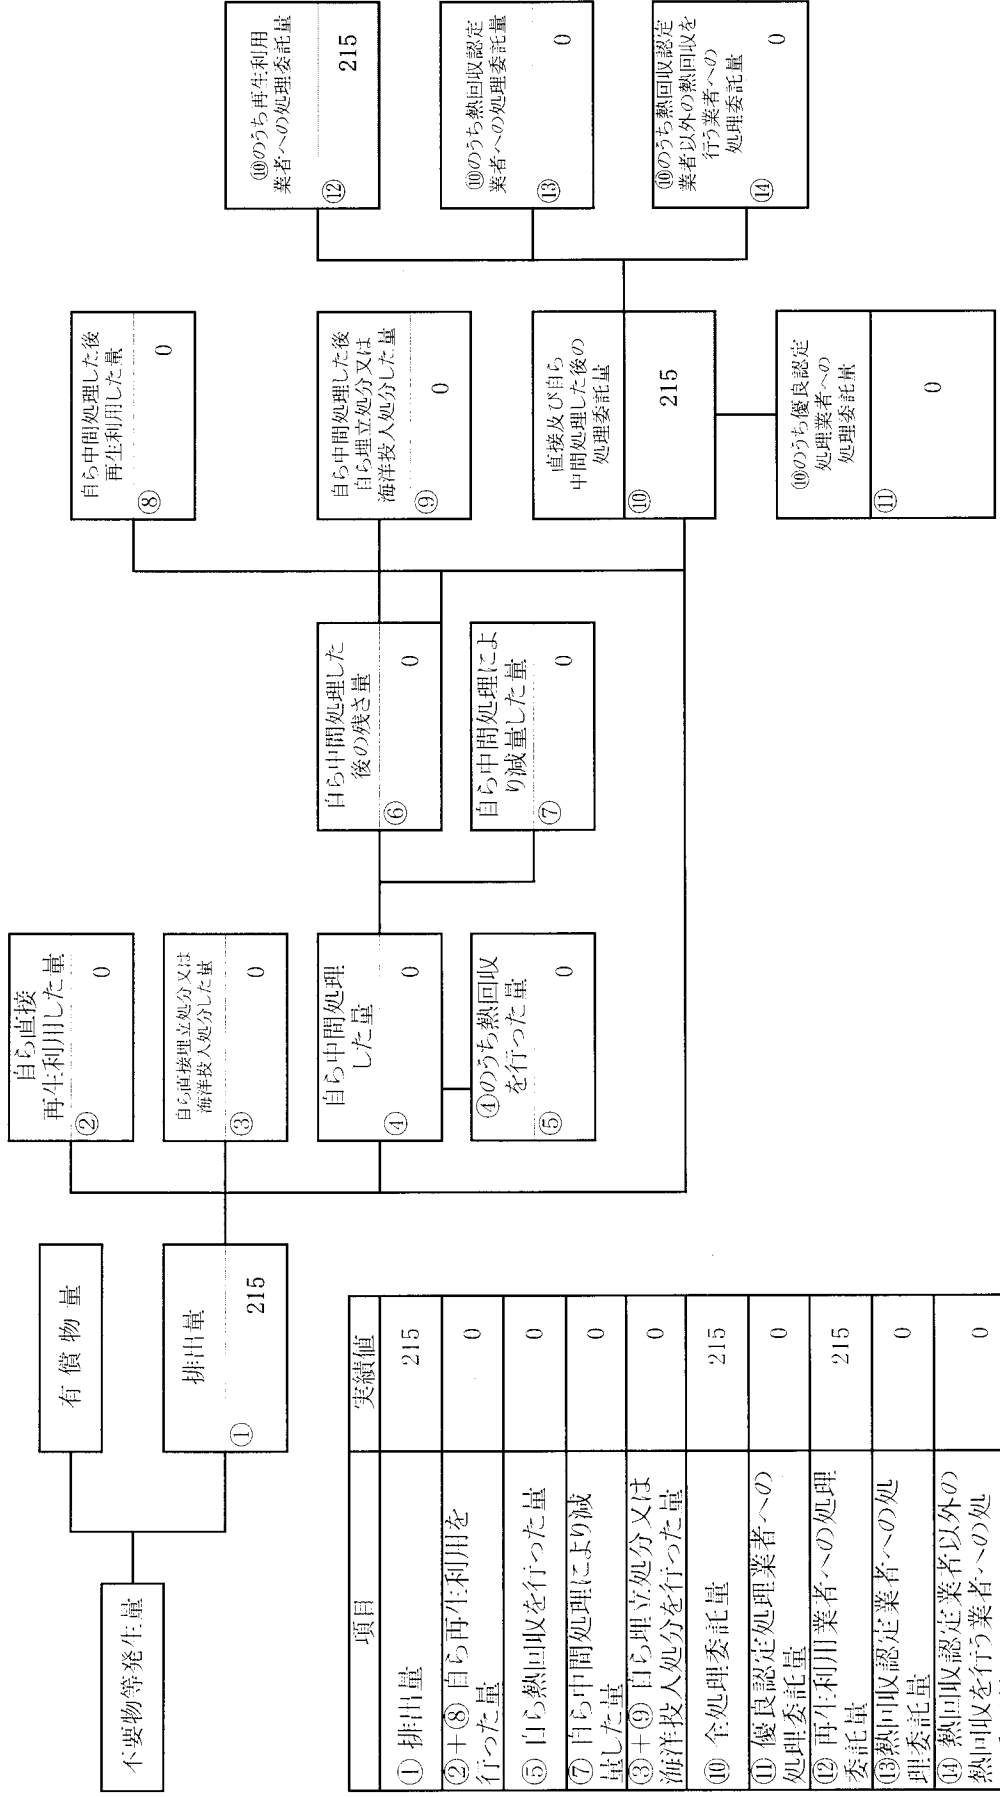 不要物等発生量
有償物量
排出量
①
215
自ら直接
再生利用した量
②
0
自ら直接埋立処分又は
海洋投入処分した量
③
0
自ら中間処理
した量
④
0
④のうち熱回収
を行った量
⑤
0
自ら中間処理した
後の残さ量
⑥
0
自ら中間処理によ
り減量した量
⑦
0
自ら中間処理した後
再生利用した量
⑧
0
自ら中間処理した後
自ら埋立処分又は
海洋投入処分した量
⑨
0
直接及び自ら
中間処理した後の
処理委託量
⑩
215
⑩のうち優良認定
処理業者への
処理委託量
⑪
0
⑩のうち再生利用
業者への処理委託量
⑫
215
⑩のうち熱回収認定
業者への処理委託量
⑬
0
⑩のうち熱回収認定
業者以外の熱回収を
行う業者への
処理委託量
⑭
0
項目 実績値
① 排出量 215
②+⑧ 自ら再生利用を
行った量 0
⑤ 自ら熱回収を行った量 0
⑦ 自ら中間処理により減
量した量 0
③+⑨ 自ら埋立処分又は
海洋投入処分を行った量 0
⑩ 全処理委託量 215
⑪ 優良認定処理業者への
処理委託量 0
⑫ 再生利用業者への処理
委託量 215
⑬熱回収認定業者への処
理委託量 0
⑭ 熱回収認定業者以外の
熱回収を行う業者への処 0